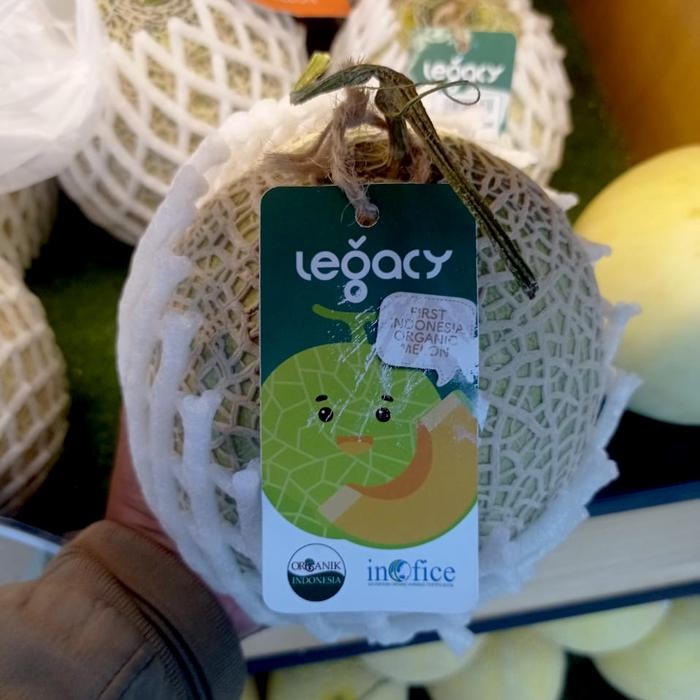 legacy
legacy
FIRST
INDONESIA
ORGANIC
MELON
ORGANIK
INDONESIA
inOfice